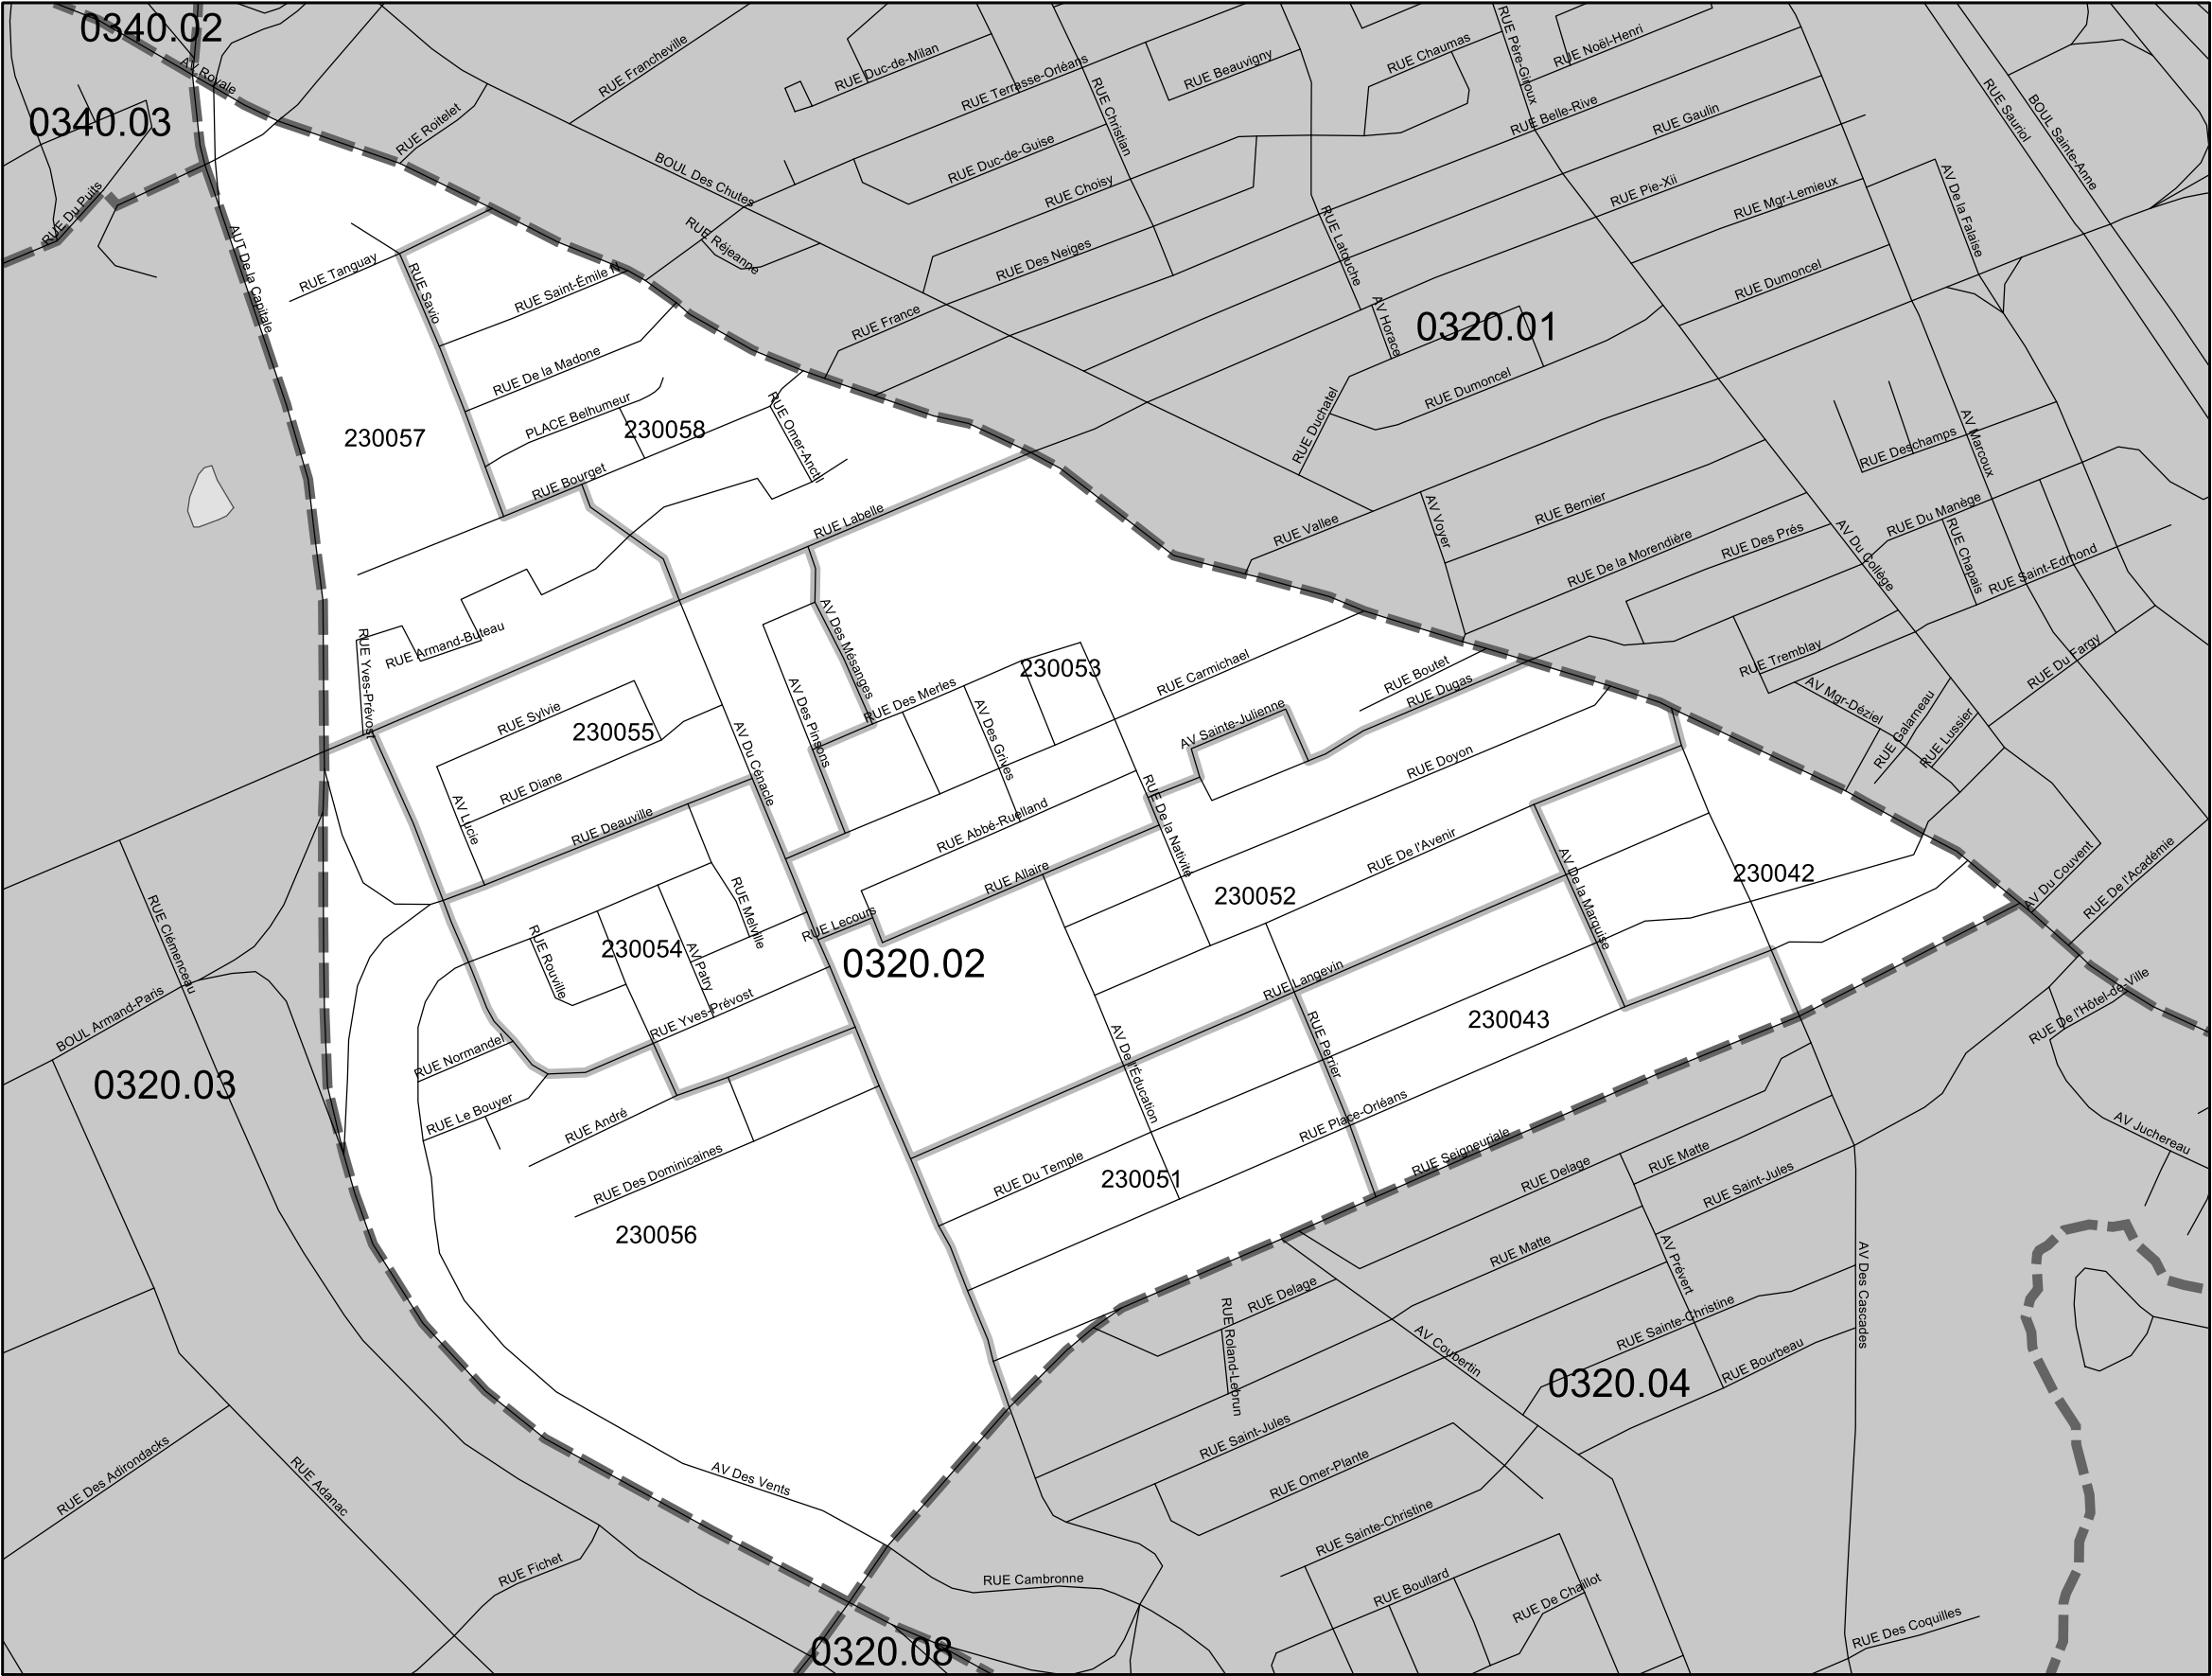 0340.02
AV Royale
0340.03
RUE Du Puits
RUE Roitelet
RUE Francheville
RUE Duc-de-Milan
RUE Terrasse-Orléans
RUE Beauvigny
RUE Chaumas
RUE Père-Giroux
RUE Noël-Henri
RUE Sauriol
BOUL Sainte-Anne
RUE Christian
RUE Belle-Rive
RUE Gaulin
BOUL Des Chutes
RUE Duc-de-Guise
RUE Choisy
RUE Pie-Xii
RUE Mgr-Lemieux
AV De la Falaise
AUT De la Capitale
RUE Tanguay
RUE Savio
RUE Saint-Émile N
RUE Réjeanne
RUE Des Neiges
RUE Latouche
RUE Dumoncel
RUE France
AV Horace
0320.01
RUE De la Madone
RUE Dumoncel
RUE Duchatel
230057
PLACE Belhumeur
230058
RUE Omer-Anctil
RUE Bourget
AV Marcoux
RUE Deschamps
RUE Labelle
RUE Vallee
AV Voyer
RUE Bernier
RUE De la Morendière
RUE Des Prés
AV Du Collège
RUE Du Manège
RUE Chapais
RUE Saint-Edmond
RUE Yves-Prévost
RUE Armand-Buteau
AV Des Mésanges
AV Des Pinsons
RUE Des Merles
230053
RUE Carmichael
RUE Boutet
RUE Dugas
RUE Tremblay
AV Mgr-Déziel
RUE Galarneau
RUE Lussier
RUE Du Fargy
RUE Sylvie
230055
RUE Diane
AV Lucie
AV Du Cénacle
AV Des Grives
AV Sainte-Julienne
RUE Doyon
RUE De la Nativité
RUE Deauville
RUE Abbé-Ruelland
RUE Allaire
RUE De l'Avenir
AV De la Marquise
230042
230052
AV Du Couvent
RUE De l'Académie
RUE Clémenceau
RUE Rouville
230054
AV Patry
RUE Melville
RUE Lecours
0320.02
RUE Langevin
BOUL Armand-Paris
RUE Yves-Prévost
RUE Normandel
230043
RUE De l'Hôtel-de-Ville
0320.03
RUE Le Bouyer
RUE André
AV De l'Éducation
RUE Perrier
RUE Place-Orléans
AV Juchereau
RUE Des Dominicaines
RUE Du Temple
230051
RUE Seigneuriale
RUE Delage
RUE Matte
RUE Saint-Jules
230056
RUE Matte
AV Prévert
AV Des Cascades
RUE Delage
RUE Roland-Lebrun
AV Coubertin
RUE Sainte-Christine
RUE Bourbeau
0320.04
RUE Des Adirondacks
RUE Adanac
AV Des Vents
RUE Saint-Jules
RUE Omer-Plante
RUE Sainte-Christine
RUE Fichet
RUE Cambronne
RUE Boullard
RUE De Chaillot
RUE Des Coquilles
0320.08